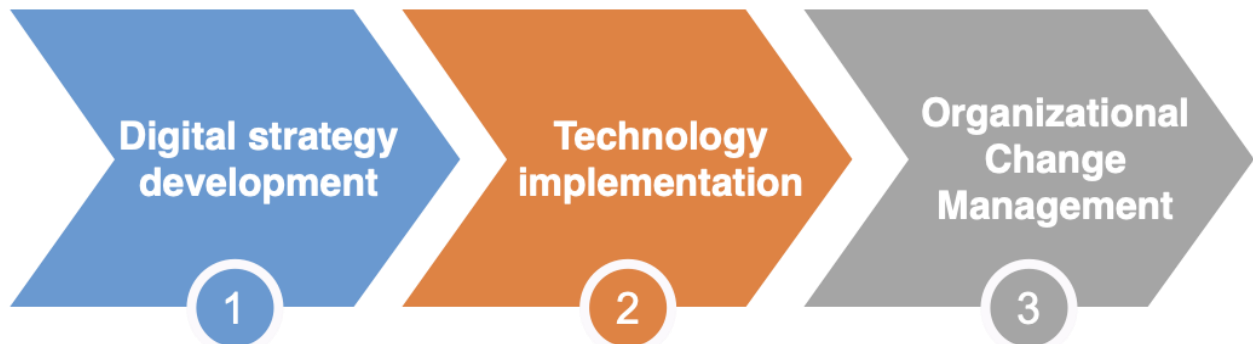 Digital strategy
development
1
Technology
implementation
2
Organizational
Change
Management
3